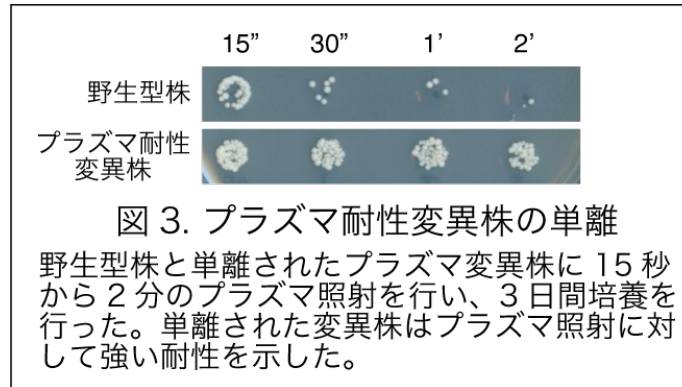 15” 30” 1’ 2’
野生型株
プラズマ耐性
変異株
図 3. プラズマ耐性変異株の単離
野生型株と単離されたプラズマ変異株に 15 秒
から 2 分のプラズマ照射を行い、3 日間培養を
行った。単離された変異株はプラズマ照射に対
して強い耐性を示した。